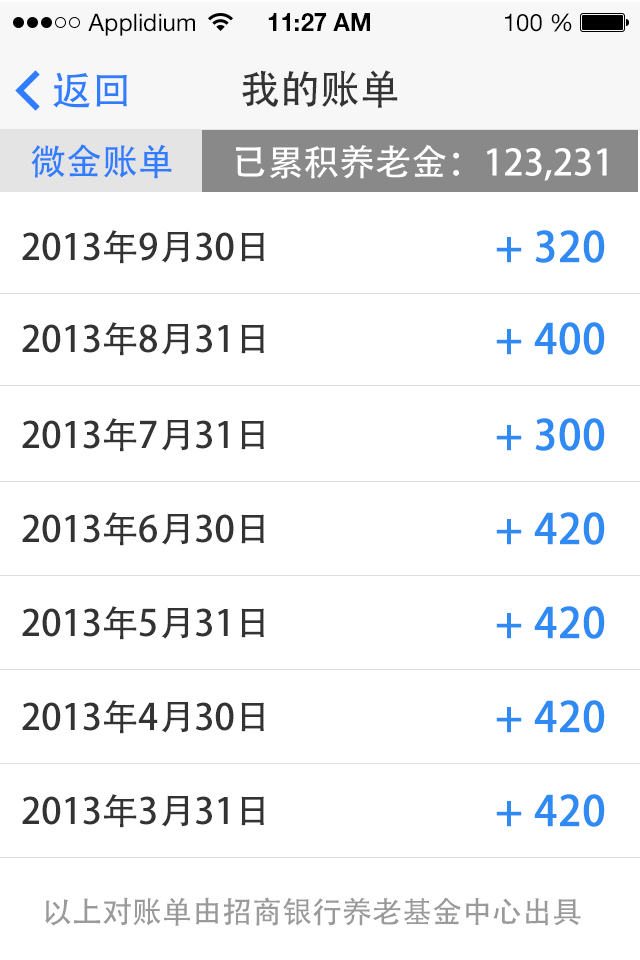 Applidium 11:27 AM 100 %
返回 我的账单
微金账单 已累积养老金：123,231
2013年9月30日 + 320
2013年8月31日 + 400
2013年7月31日 + 300
2013年6月30日 + 420
2013年5月31日 + 420
2013年4月30日 + 420
2013年3月31日 + 420
以上对账单由招商银行养老基金中心出具